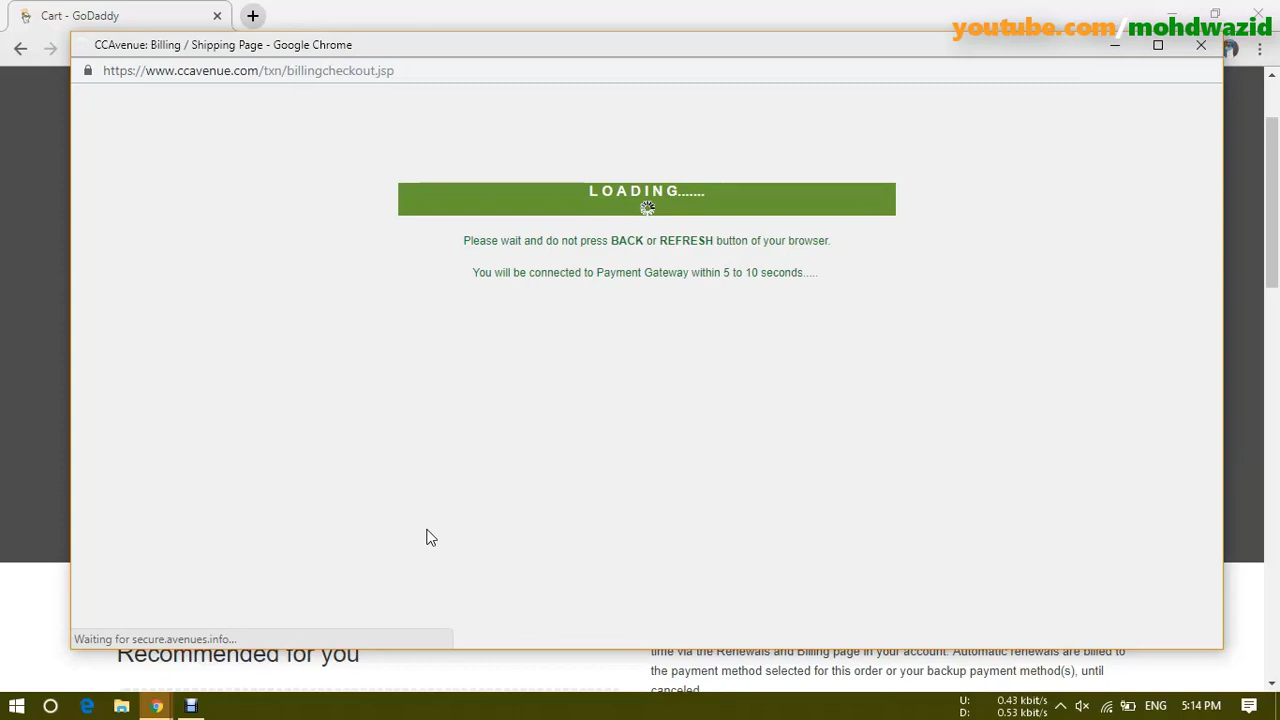 Cart - GoDaddy
youtube.com/mohdwazid
CCAvenue: Billing / Shipping Page - Google Chrome
https://www.ccavenue.com/txn/billingcheckout.jsp
L O A D I N G.......
Please wait and do not press BACK or REFRESH button of your browser.
You will be connected to Payment Gateway within 5 to 10 seconds.....
Waiting for secure.avenues.info...
Recommended for you
time via the Renewals and Billing page in your account. Automatic renewals are billed to
the payment method selected for this order or your backup payment method(s), until
canceled.
U: 0.43 kbit/s
D: 0.53 kbit/s
ENG
5:14 PM